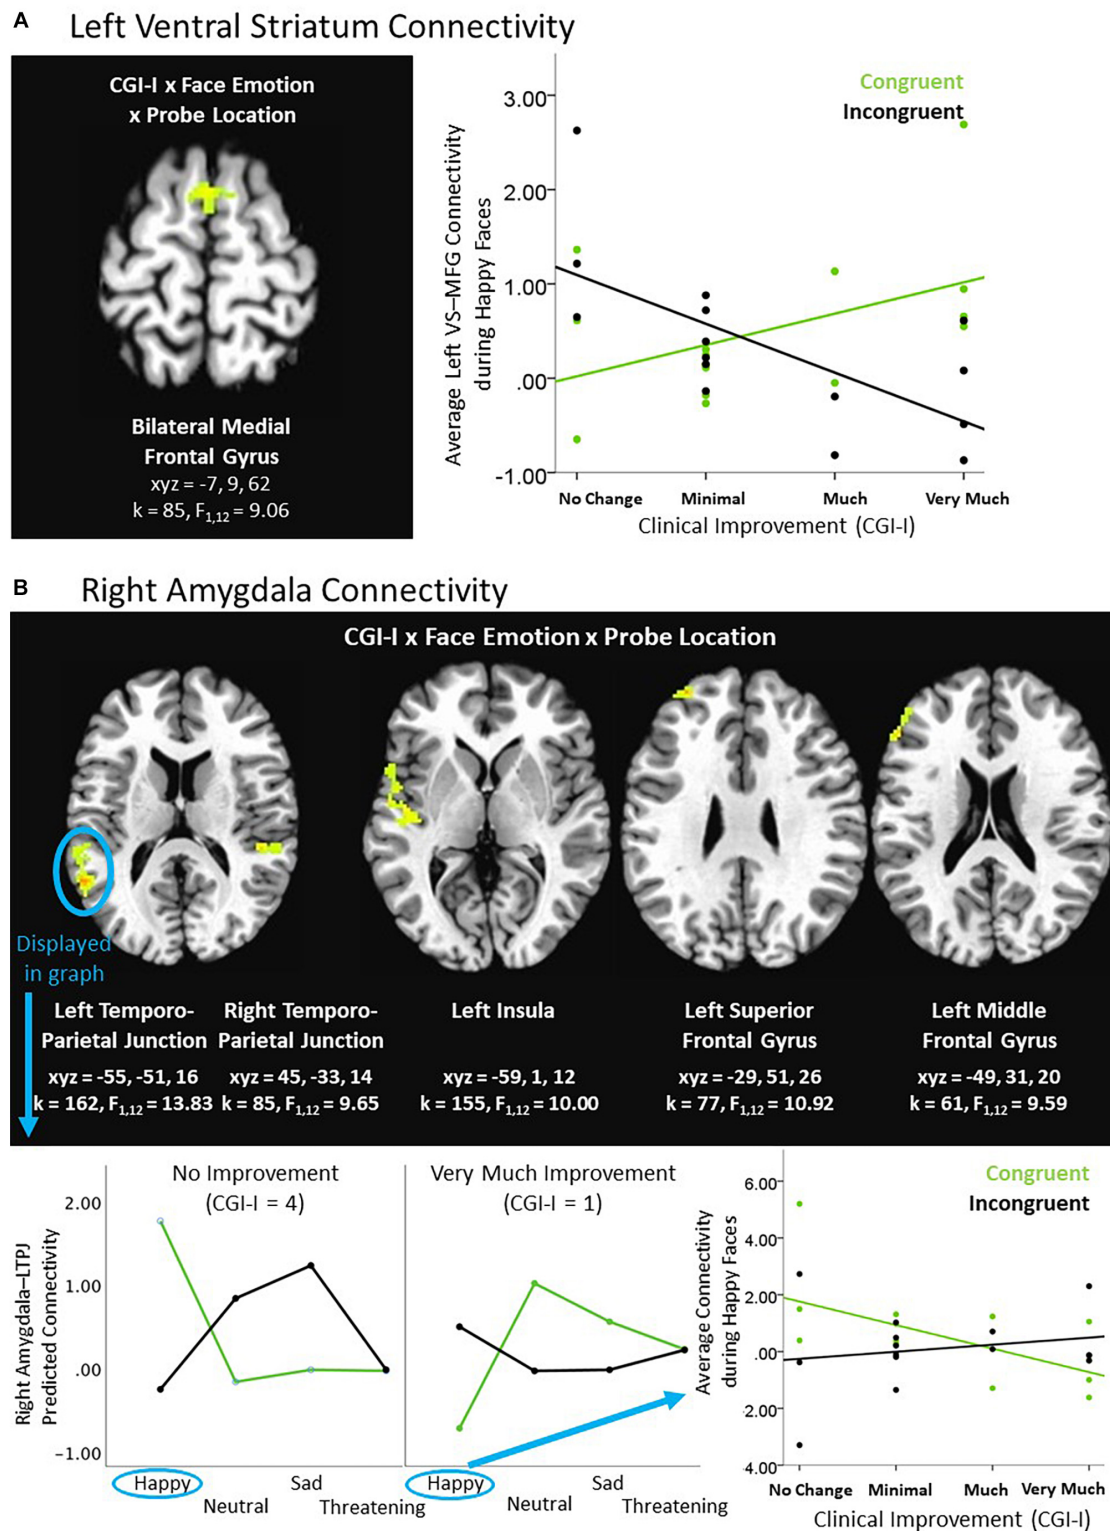 A
Left Ventral Striatum Connectivity
CGI-I x Face Emotion
x Probe Location
Bilateral Medial
Frontal Gyrus
xyz = -7, 9, 62
k = 85, F1,12 = 9.06
Congruent
Incongruent
Average Left VS–MFG Connectivity
during Happy Faces
3.00
2.00
1.00
.00
-1.00
No Change Minimal Much Very Much
Clinical Improvement (CGI-I)
B
Right Amygdala Connectivity
CGI-I x Face Emotion x Probe Location
Displayed
in graph
Left Temporo-
Parietal Junction
xyz = -55, -51, 16
k = 162, F1,12 = 13.83
Right Temporo-
Parietal Junction
xyz = 45, -33, 14
k = 85, F1,12 = 9.65
Left Insula
xyz = -59, 1, 12
k = 155, F1,12 = 10.00
Left Superior
Frontal Gyrus
xyz = -29, 51, 26
k = 77, F1,12 = 10.92
Left Middle
Frontal Gyrus
xyz = -49, 31, 20
k = 61, F1,12 = 9.59
Right Amygdala–LTPJ
Predicted Connectivity
2.00
1.00
.00
-1.00
No Improvement
(CGI-I = 4)
Happy
Neutral
Sad
Threatening
Very Much Improvement
(CGI-I = 1)
Happy
Neutral
Sad
Threatening
Average Connectivity
during Happy Faces
6.00
4.00
2.00
.00
-2.00
-4.00
Congruent
Incongruent
No Change Minimal Much Very Much
Clinical Improvement (CGI-I)